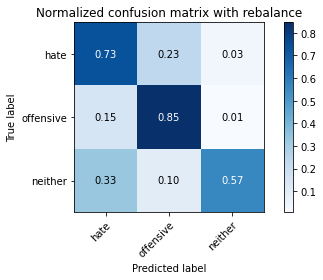 Normalized confusion matrix with rebalance
True label
hate
0.73 0.23 0.03
offensive
0.15 0.85 0.01
neither
0.33 0.10 0.57
hate offensive neither
Predicted label
0.8
0.7
0.6
0.5
0.4
0.3
0.2
0.1